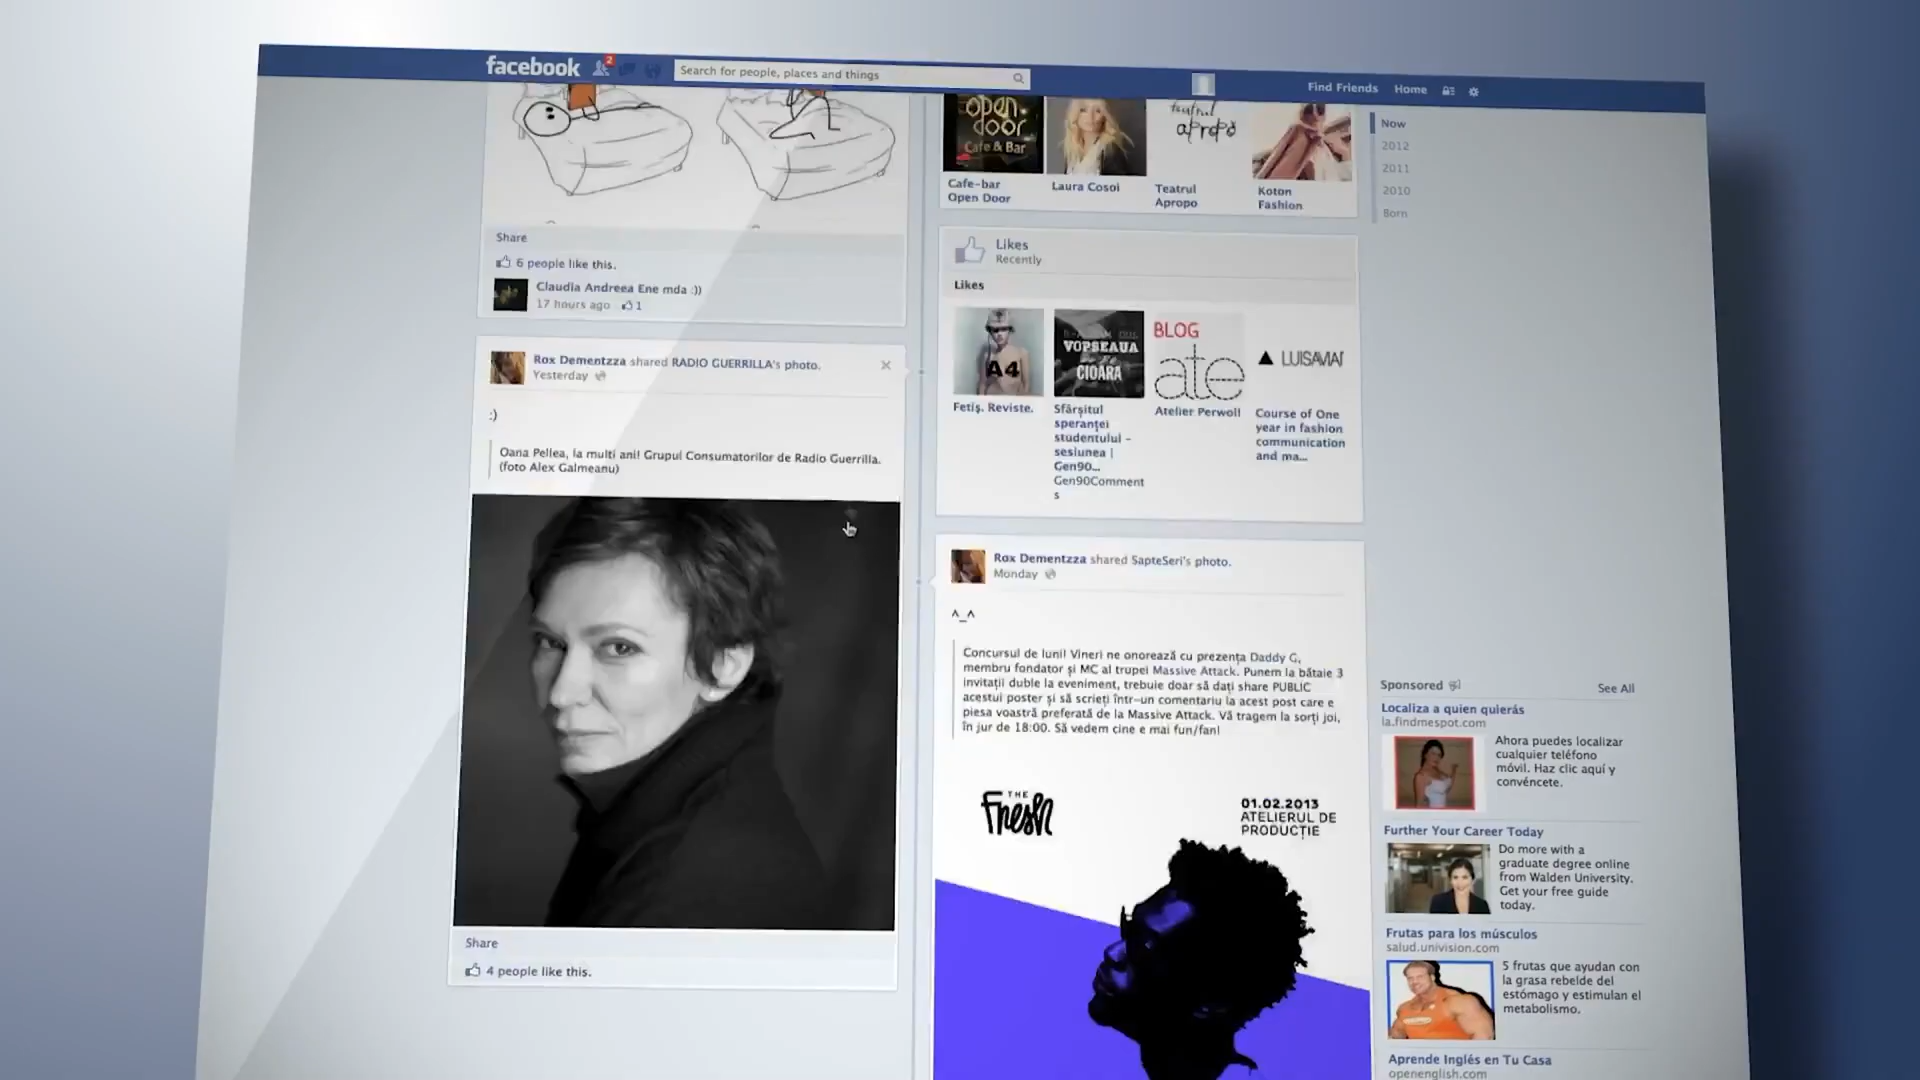 facebook
2
Search for people, places and things
Find Friends
Home
open
door
Cafe & Bar
teatrul
apropo
Cafe-bar
Open Door
Laura Cosoi
Teatrul
Apropo
Koton
Fashion
Now
2012
2011
2010
Born
Share
6 people like this.
Claudia Andreea Ene mda :))
17 hours ago 1
Likes
Recently
Likes
A4
VOPSEAUA
CIOARA
BLOG
ate
LUISAVIA
Fetiş. Reviste.
Sfârşitul
speranţei
studentului -
sesiunea |
Gen90...
Gen90Comment
s
Atelier Perwoll
Course of One
year in fashion
communication
and ma...
Rox Dementzza shared RADIO GUERRILLA's photo.
Yesterday
:)
Oana Pellea, la multi ani! Grupul Consumatorilor de Radio Guerrilla.
(foto Alex Galmeanu)
Share
4 people like this.
Rox Dementzza shared SapteSeri's photo.
Monday
^_^
Concursul de luni! Vineri ne onorează cu prezenţa Daddy G,
membru fondator şi MC al trupei Massive Attack. Punem la bătaie 3
invitaţii duble la eveniment, trebuie doar să daţi share PUBLIC
acestui poster şi să scrieţi într-un comentariu la acest post care e
piesa voastră preferată de la Massive Attack. Vă tragem la sorţi joi,
în jur de 18:00. Să vedem cine e mai fun/fan!
THE
Fresh
01.02.2013
ATELIERUL DE
PRODUCŢIE
Sponsored
See All
Localiza a quien quierás
la.findmespot.com
Ahora puedes localizar
cualquier teléfono
móvil. Haz clic aquí y
convéncete.
Further Your Career Today
Do more with a
graduate degree online
from Walden University.
Get your free guide
today.
Frutas para los músculos
salud.univision.com
5 frutas que ayudan con
la grasa rebelde del
estómago y estimulan el
metabolismo.
Aprende Inglés en Tu Casa
openenglish.com